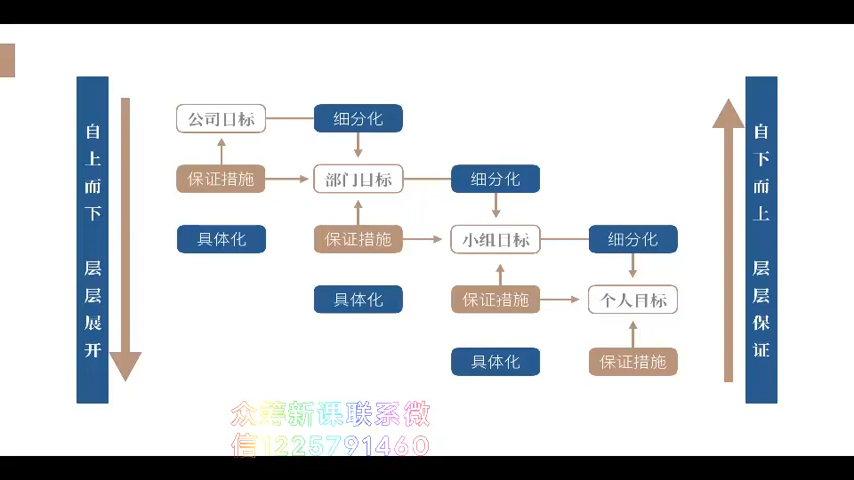 自上而下 层层展开
公司目标
细分化
保证措施
部门目标
细分化
具体化
保证措施
小组目标
细分化
具体化
保证措施
个人目标
具体化
保证措施
自下而上 层层保证
众筹新课联系微
信1225791460